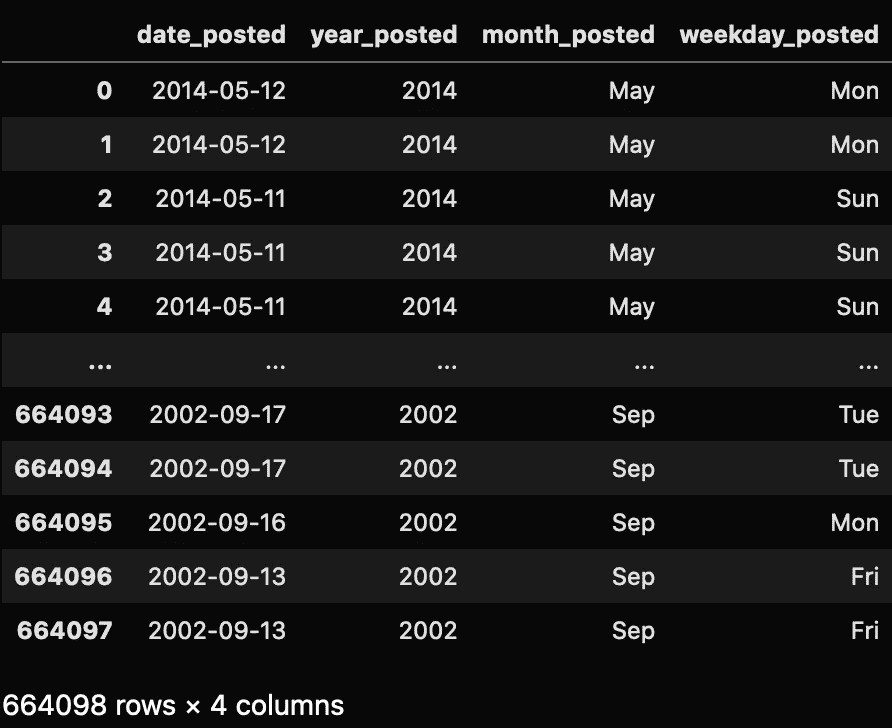 date_posted year_posted month_posted weekday_posted
0 2014-05-12 2014 May Mon
1 2014-05-12 2014 May Mon
2 2014-05-11 2014 May Sun
3 2014-05-11 2014 May Sun
4 2014-05-11 2014 May Sun
... ... ... ... ...
664093 2002-09-17 2002 Sep Tue
664094 2002-09-17 2002 Sep Tue
664095 2002-09-16 2002 Sep Mon
664096 2002-09-13 2002 Sep Fri
664097 2002-09-13 2002 Sep Fri
664098 rows × 4 columns